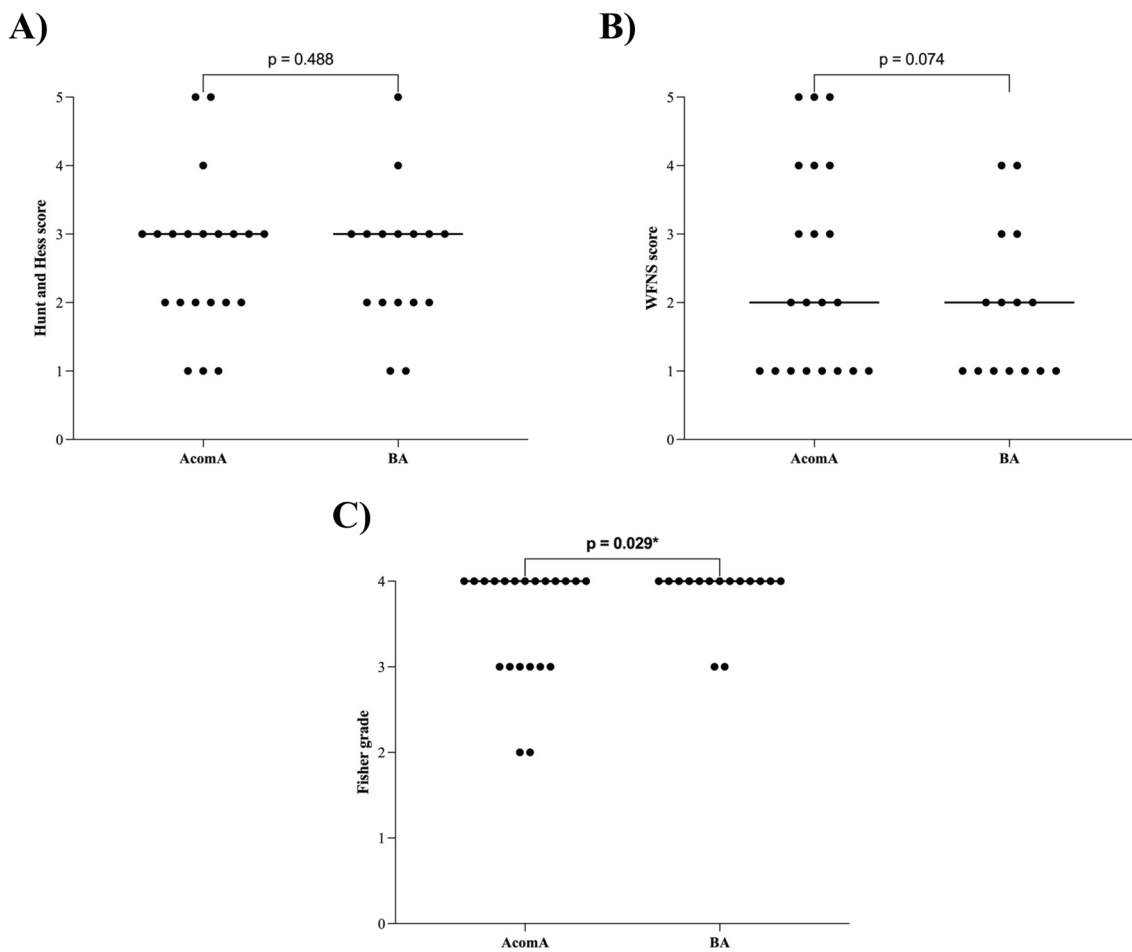 A)
p = 0.488
5
4
3
2
1
0
Hunt and Hess score
AcomA
BA
B)
p = 0.074
5
4
3
2
1
0
WFNS score
AcomA
BA
C)
p = 0.029*
4
3
2
1
0
Fisher grade
AcomA
BA